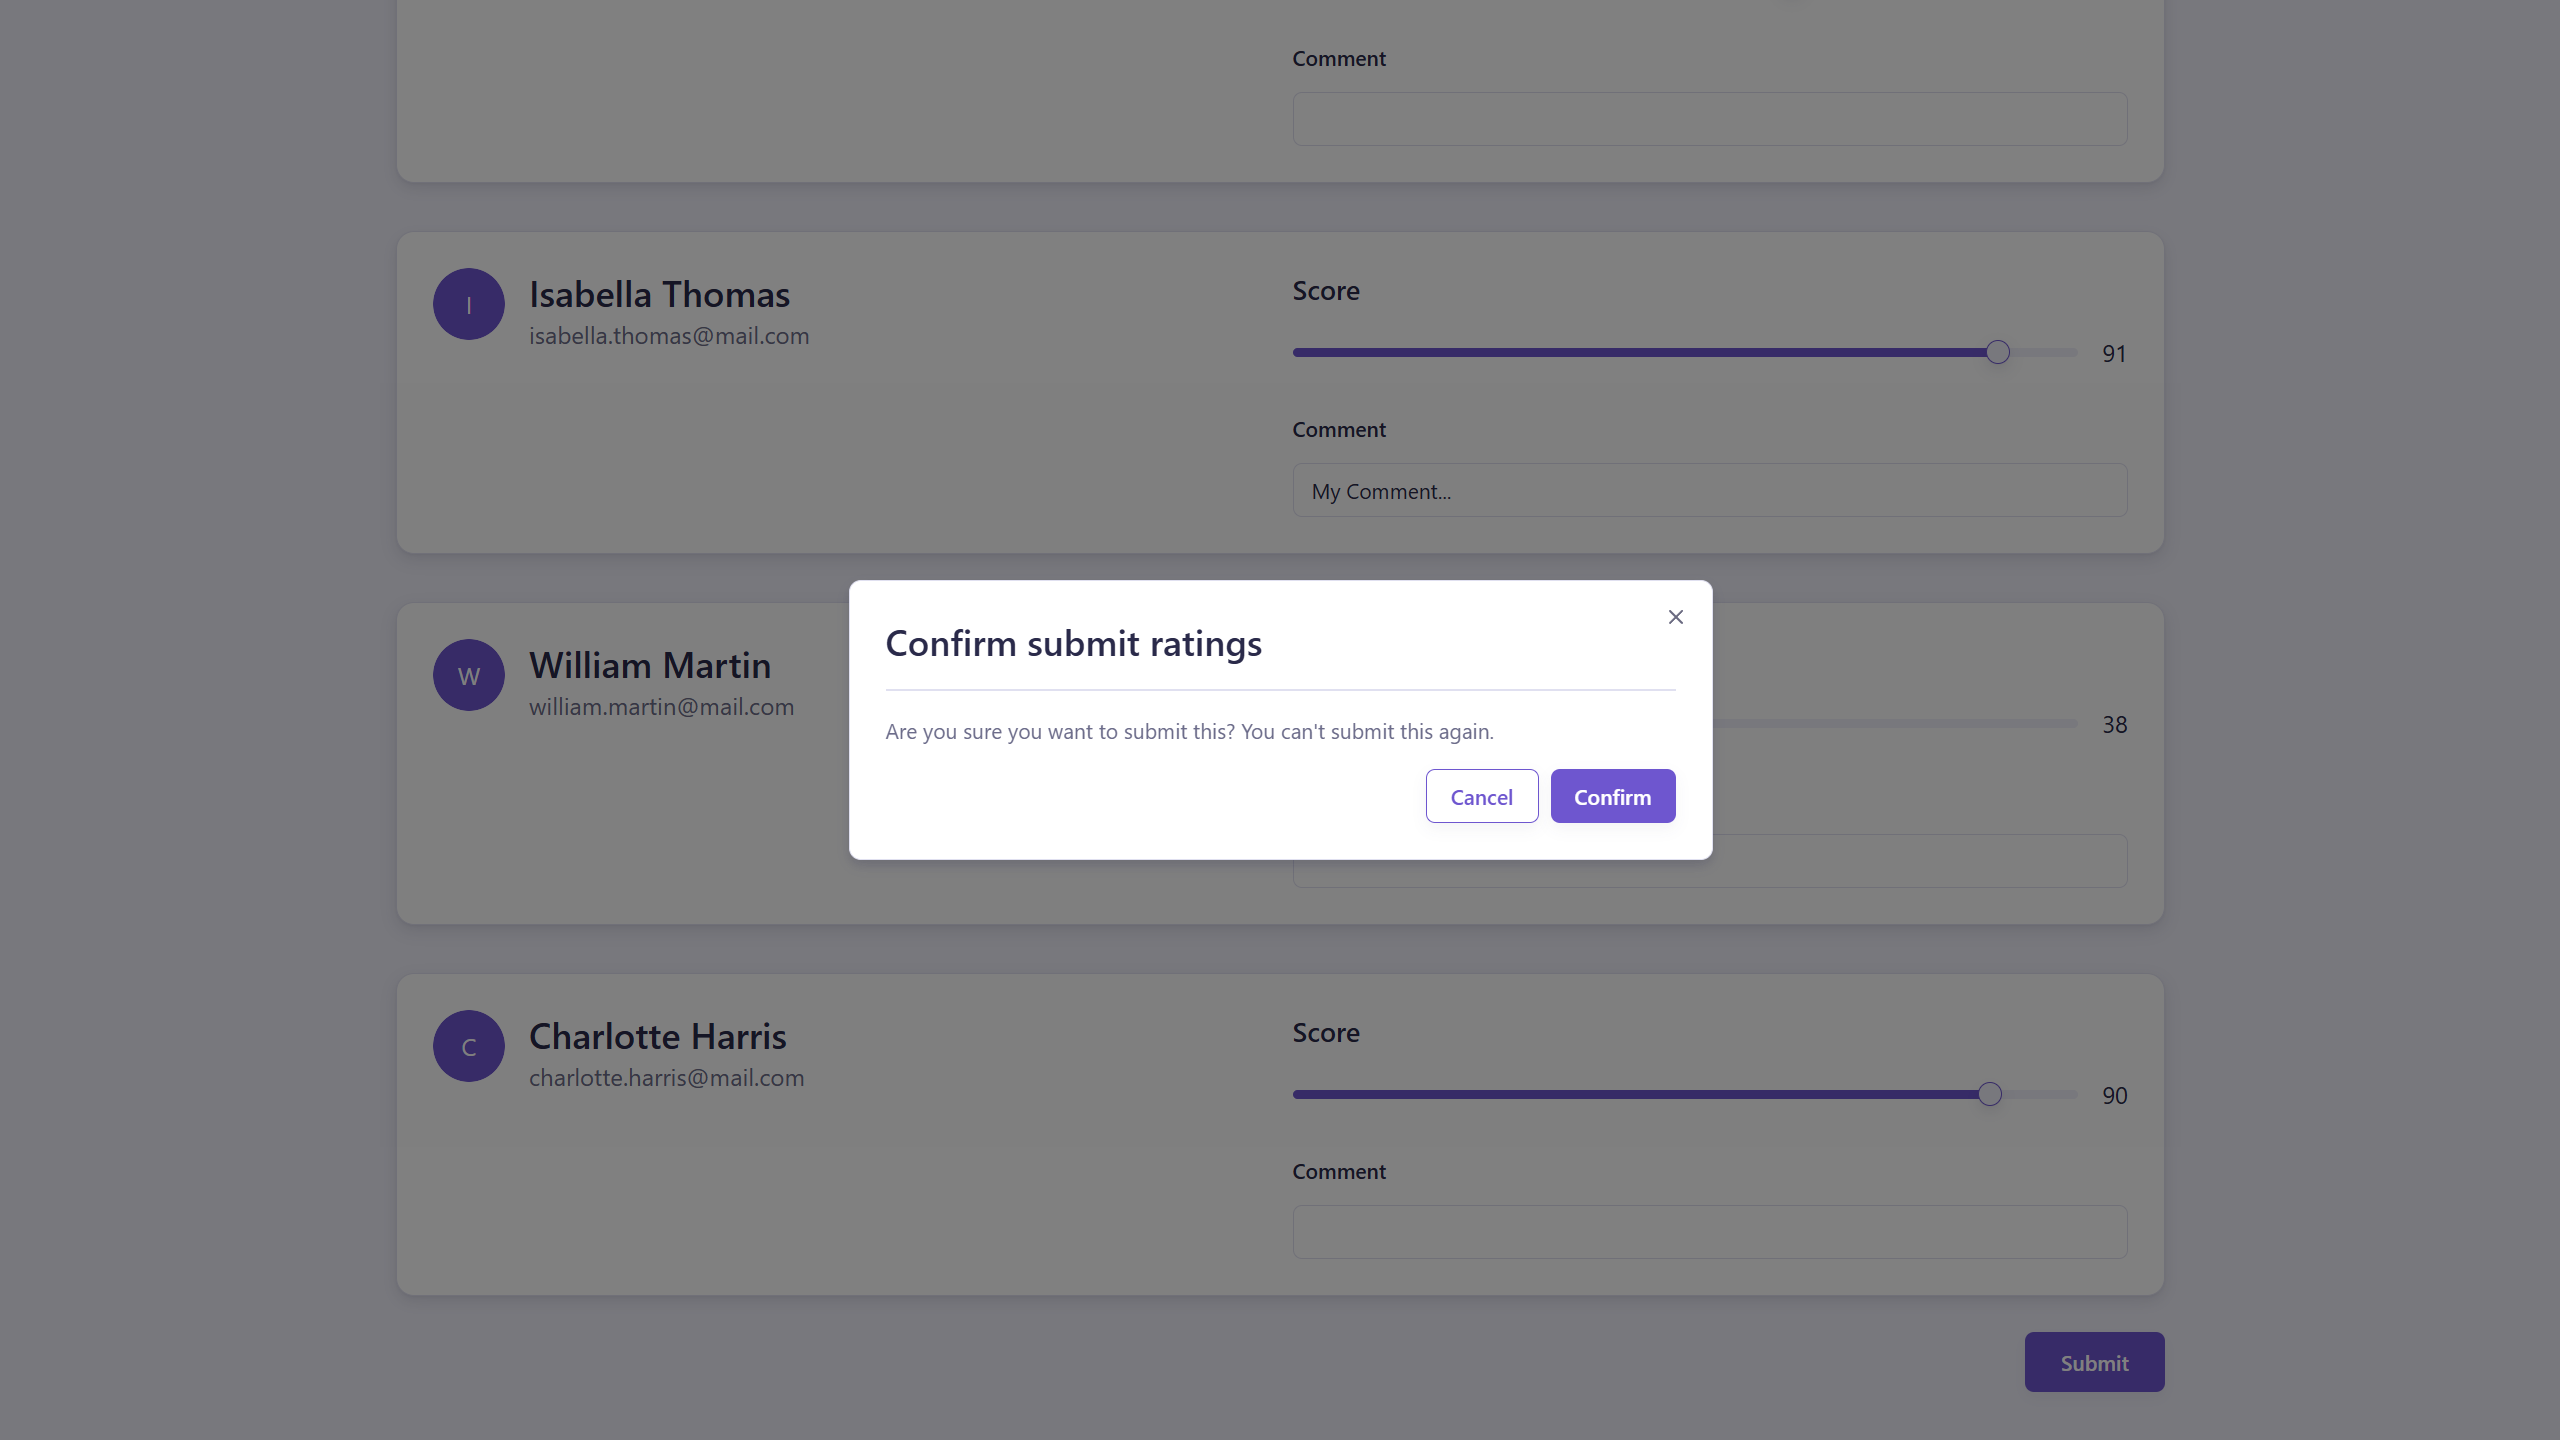 Comment
I
Isabella Thomas
isabella.thomas@mail.com
Score
91
Comment
My Comment...
W
William Martin
william.martin@mail.com
38
Confirm submit ratings
Are you sure you want to submit this? You can't submit this again.
Cancel
Confirm
C
Charlotte Harris
charlotte.harris@mail.com
Score
90
Comment
Submit